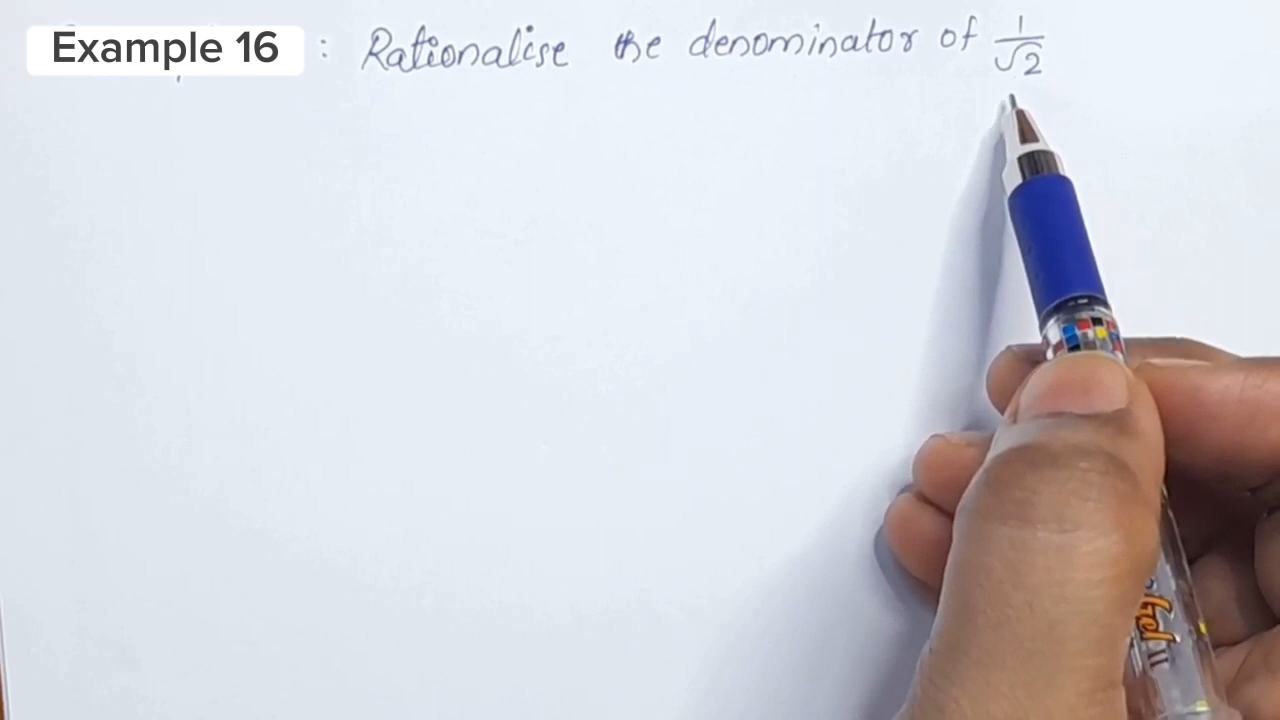 Example 16 : Rationalise the denominator of 1/√2